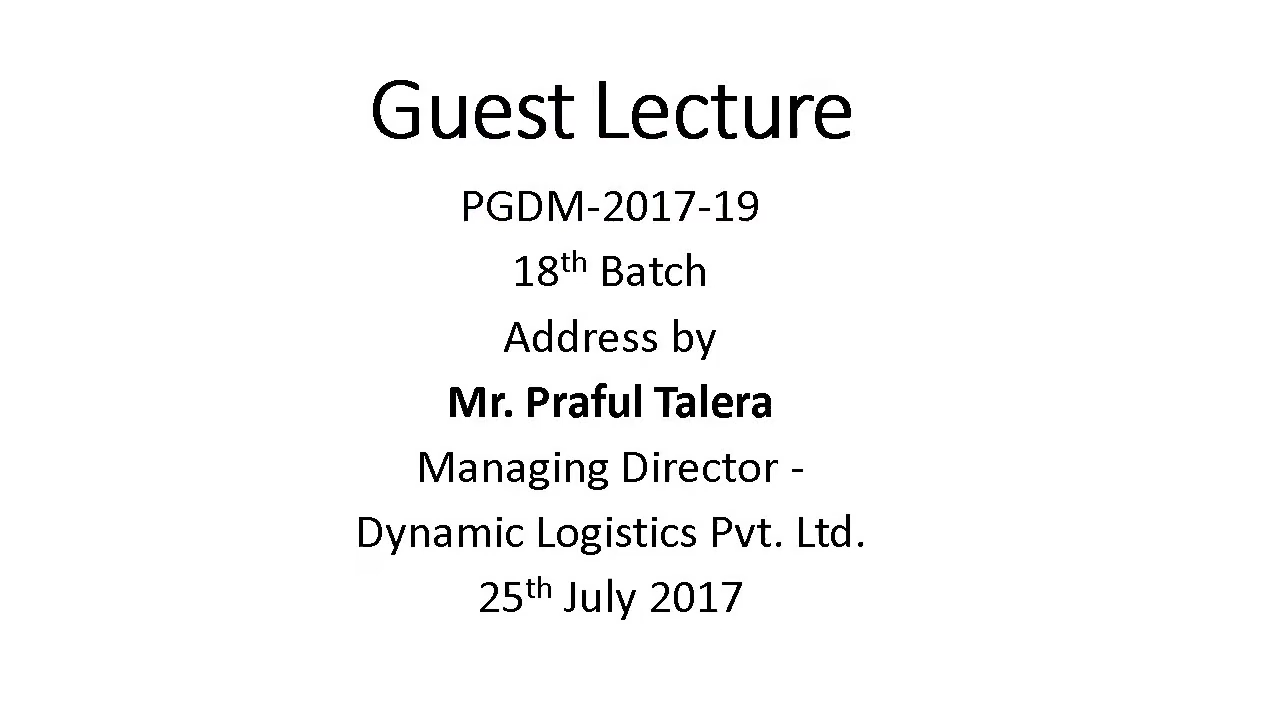 Guest Lecture
PGDM-2017-19
18th Batch
Address by
Mr. Praful Talera
Managing Director -
Dynamic Logistics Pvt. Ltd.
25th July 2017